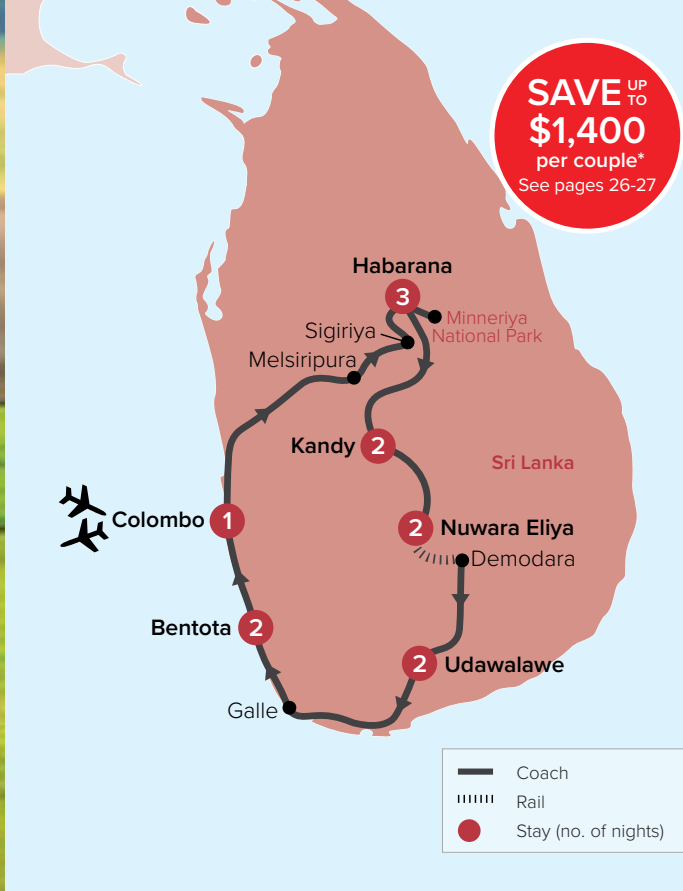 SAVE UP TO
$1,400
per couple*
See pages 26-27
Habarana
3
Minneriya
National Park
Sigiriya
Melsiripura
Kandy 2
Sri Lanka
Colombo 1
2 Nuwara Eliya
Demodara
Bentota 2
2 Udawalawe
Galle
Coach
Rail
Stay (no. of nights)